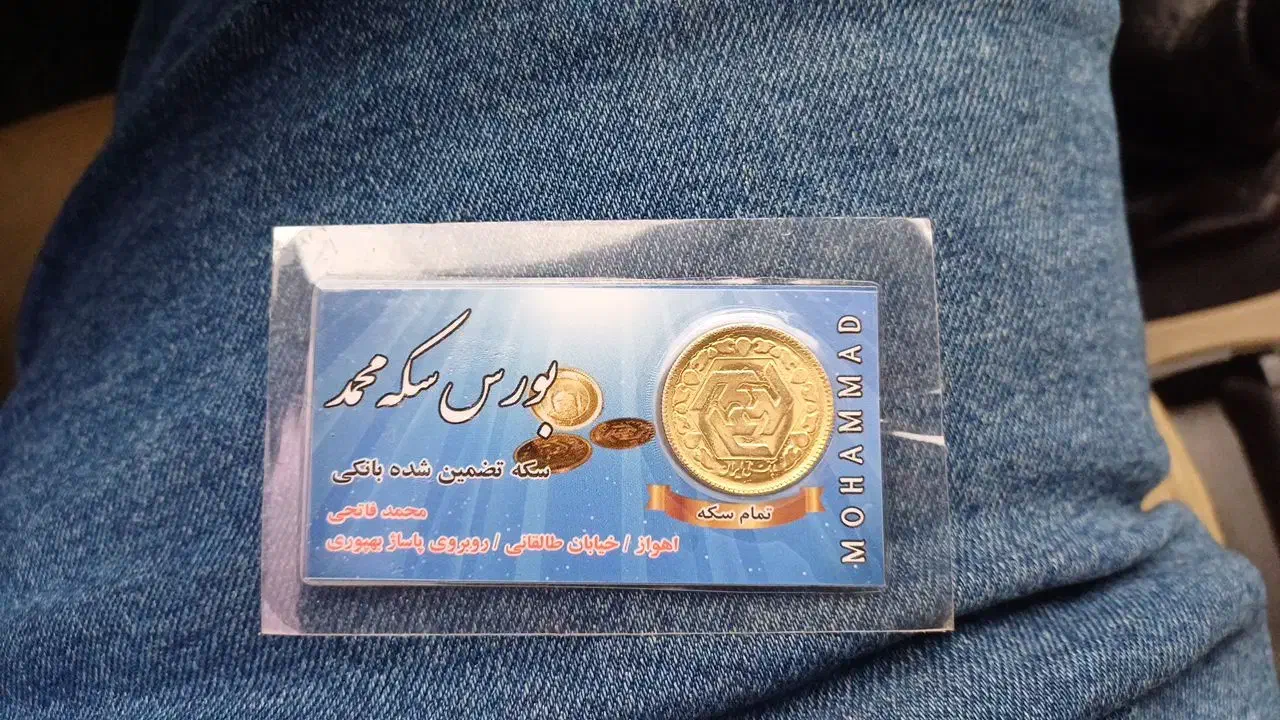 بورس سکه محمد
سکه تضمین شده بانکی
محمد فاتحی
اهواز / خیابان طالقانی / روبروی پاساژ بهبوری
تمام سکه
MOHAMMAD